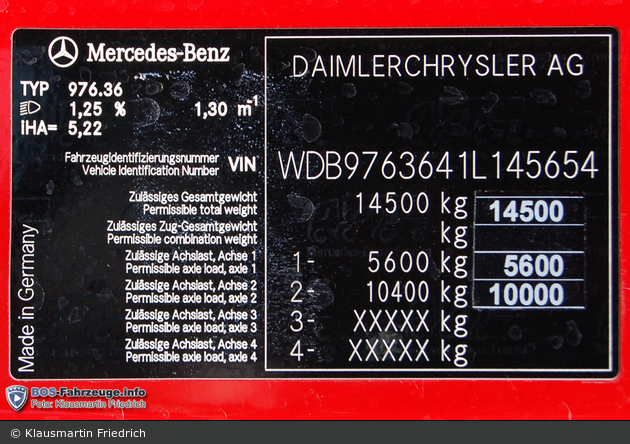 Mercedes-Benz
DAIMLERCHRYSLER AG
TYP 976.36
1,25 % 1,30 m-1
iHA= 5,22
Fahrzeugidentifizierungsnummer
Vehicle Identification Number
VIN
WDB9763641L145654
Zulässiges Gesamtgewicht
Permissible total weight
14500 kg 14500
Zulässiges Zug-Gesamtgewicht
Permissible combination weight
kg
Zulässige Achslast, Achse 1
Permissible axle load, axle 1
1- 5600 kg 5600
Zulässige Achslast, Achse 2
Permissible axle load, axle 2
2- 10400 kg 10000
Zulässige Achslast, Achse 3
Permissible axle load, axle 3
3- XXXXX kg
Zulässige Achslast, Achse 4
Permissible axle load, axle 4
4- XXXXX kg
Made in Germany
BOS-Fahrzeuge.info
Foto: Klausmartin Friedrich
© Klausmartin Friedrich